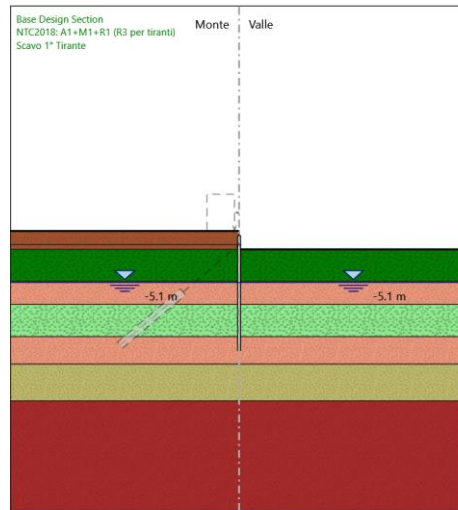 Base Design Section
NTC2018: A1+M1+R1 (R3 per tiranti)
Scavo 1° Tirante
Monte Valle
-5.1 m -5.1 m